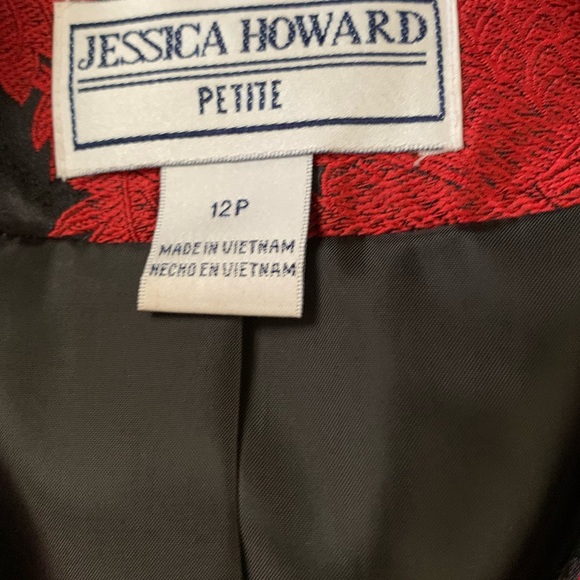 JESSICA HOWARD
PETITE
12P
MADE IN VIETNAM
HECHO EN VIETNAM